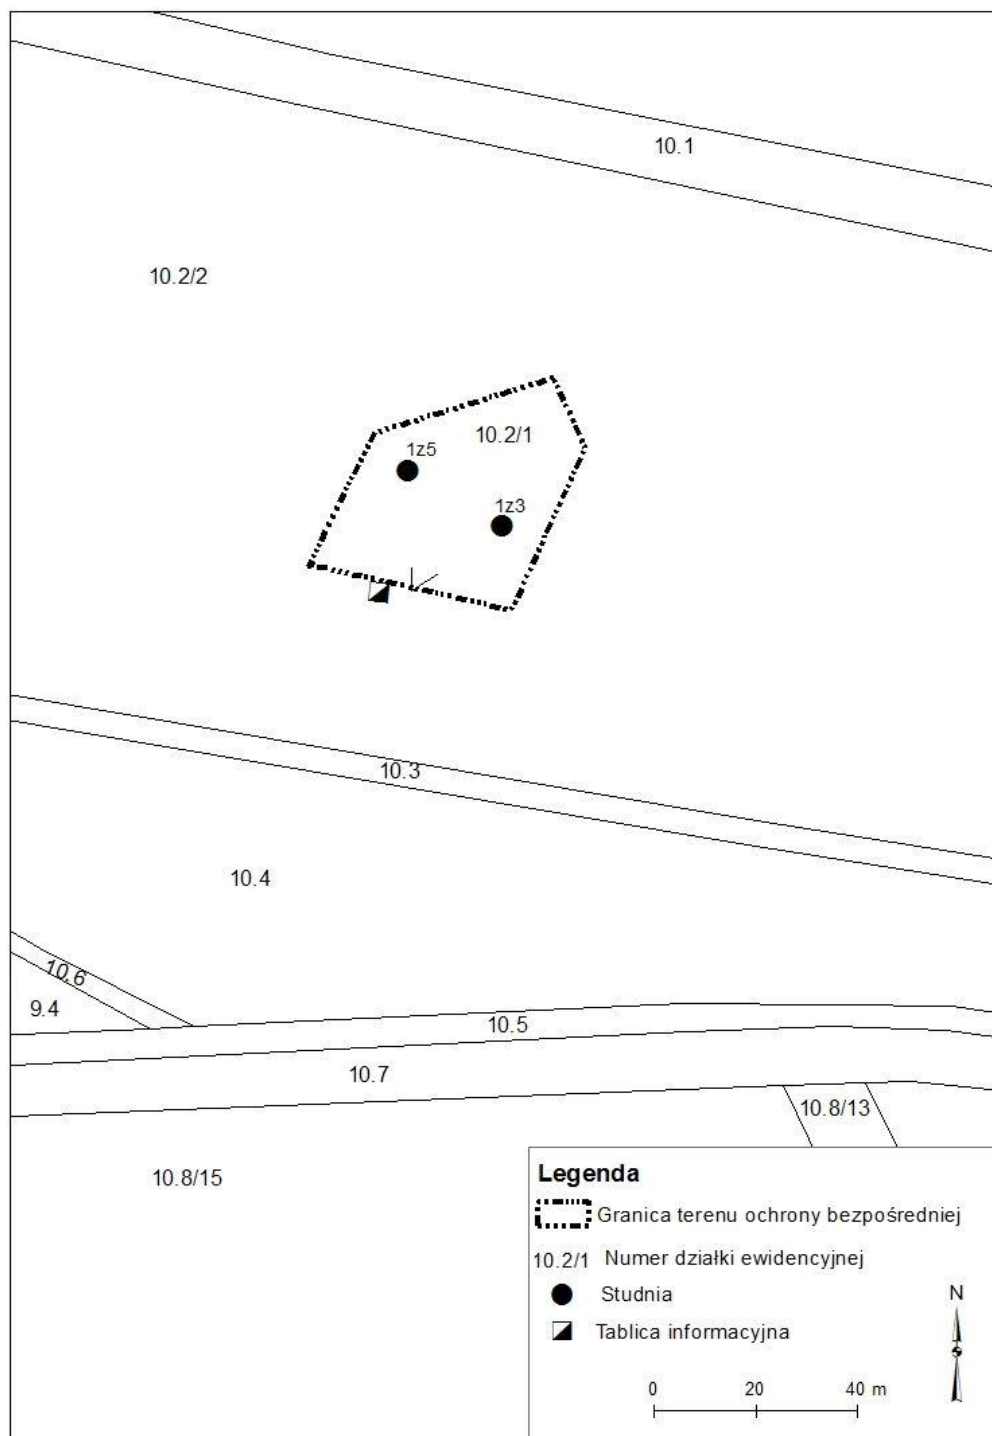 10.1
10.2/2
10.2/1
1z5
1z3
10.3
10.4
10.6
9.4
10.5
10.7
10.8/13
10.8/15
Legenda
Granica terenu ochrony bezpośredniej
10.2/1 Numer działki ewidencyjnej
Studnia
Tablica informacyjna
N
0 20 40 m